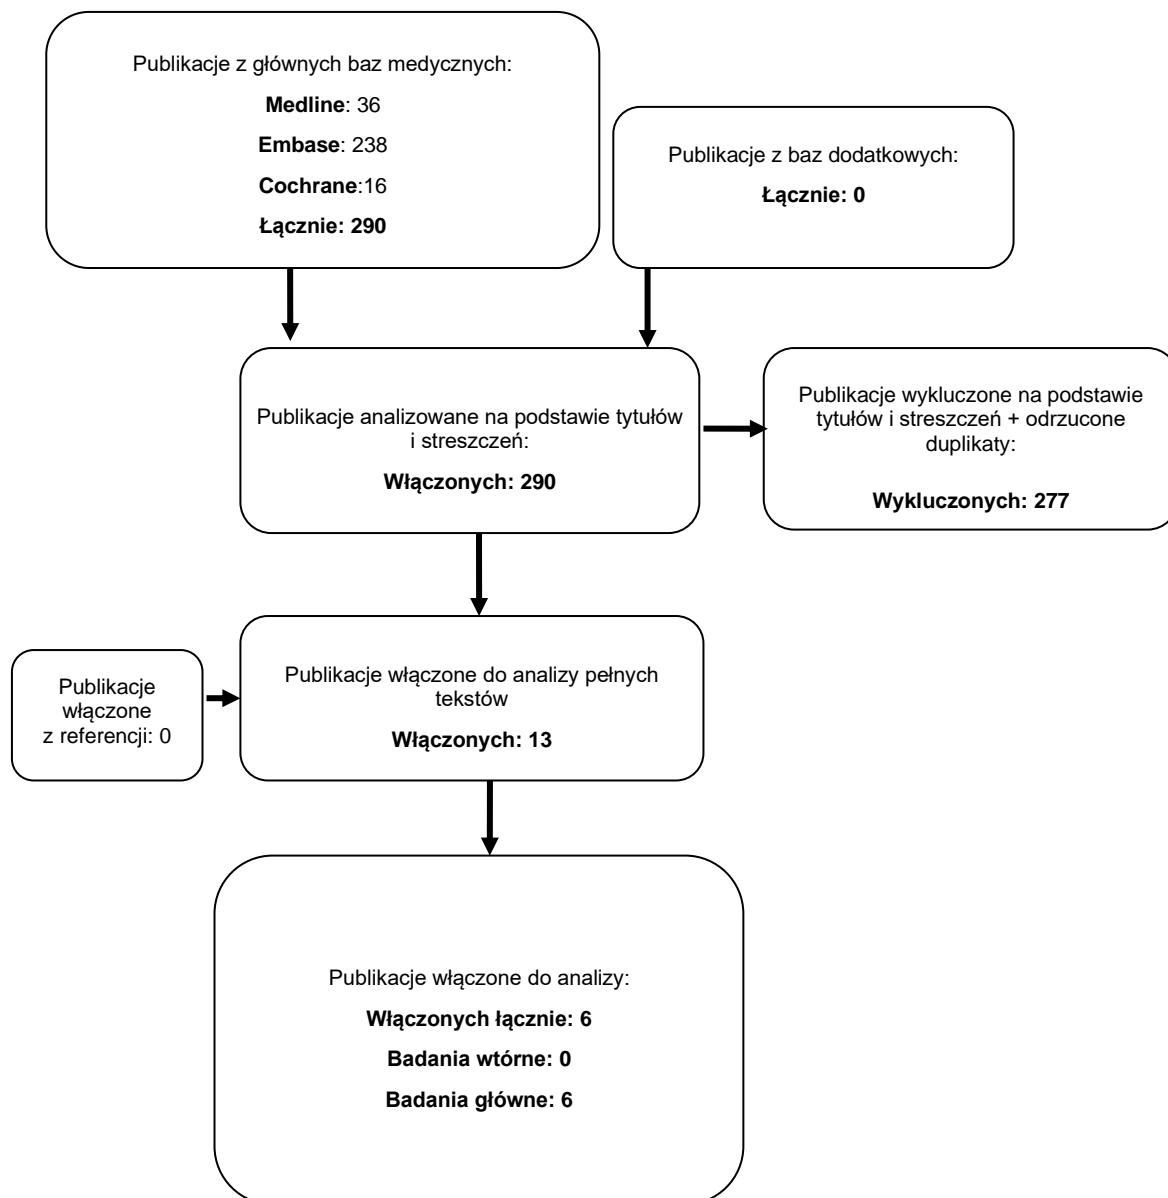 Publikacje z głównych baz medycznych:
Medline: 36
Embase: 238
Cochrane:16
Łącznie: 290
Publikacje z baz dodatkowych:
Łącznie: 0
Publikacje analizowane na podstawie tytułów
i streszczeń:
Włączonych: 290
Publikacje wykluczone na podstawie
tytułów i streszczeń + odrzucone
duplikaty:
Wykluczonych: 277
Publikacje
włączone
z referencji: 0
Publikacje włączone do analizy pełnych
tekstów
Włączonych: 13
Publikacje włączone do analizy:
Włączonych łącznie: 6
Badania wtórne: 0
Badania główne: 6